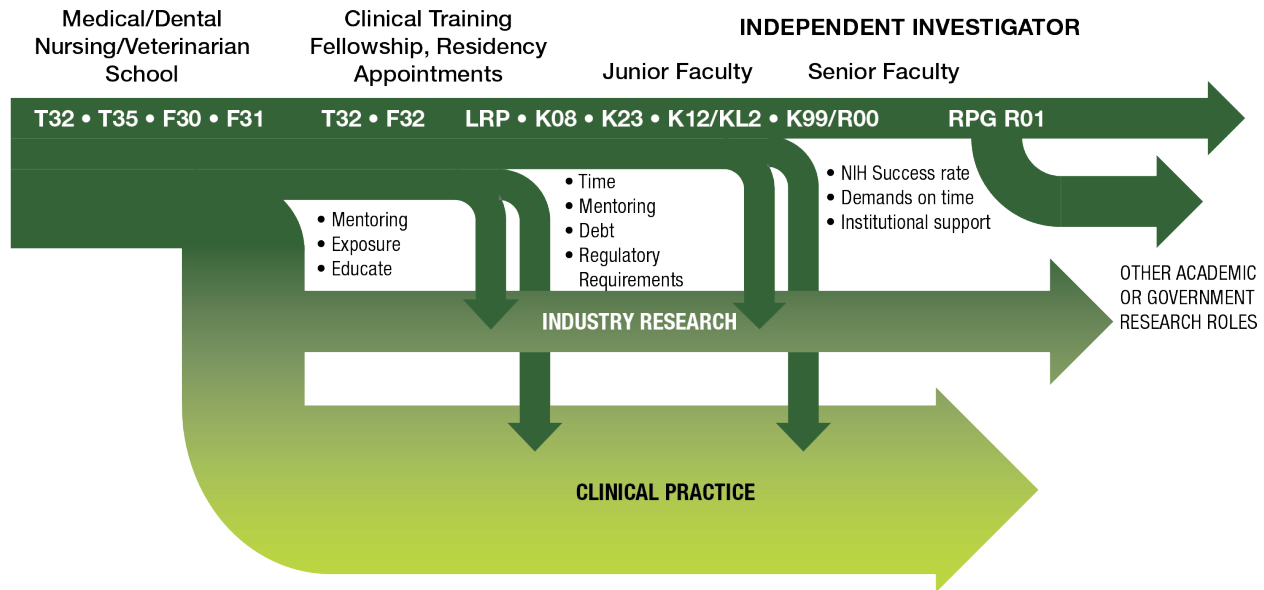 Medical/Dental
Nursing/Veterinarian
School
Clinical Training
Fellowship, Residency
Appointments
INDEPENDENT INVESTIGATOR
Junior Faculty
Senior Faculty
T32 • T35 • F30 • F31
T32 • F32
LRP • K08 • K23 • K12/KL2 • K99/R00
RPG R01
• Mentoring
• Exposure
• Educate
• Time
• Mentoring
• Debt
• Regulatory
Requirements
• NIH Success rate
• Demands on time
• Institutional support
OTHER ACADEMIC
OR GOVERNMENT
RESEARCH ROLES
INDUSTRY RESEARCH
CLINICAL PRACTICE